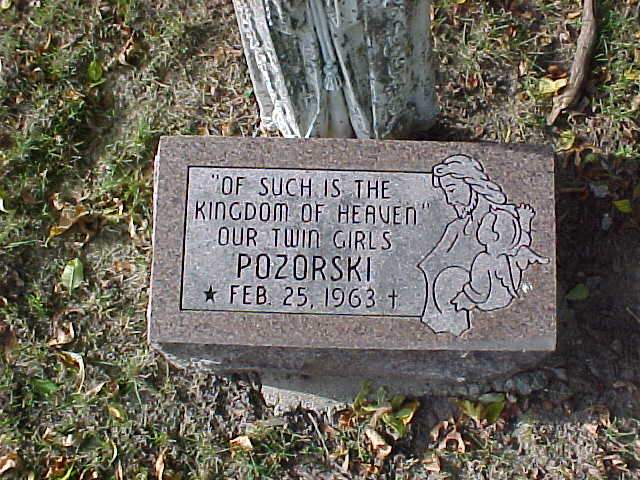 "OF SUCH IS THE
KINGDOM OF HEAVEN"
OUR TWIN GIRLS
POZORSKI
★ FEB. 25, 1963 ✝